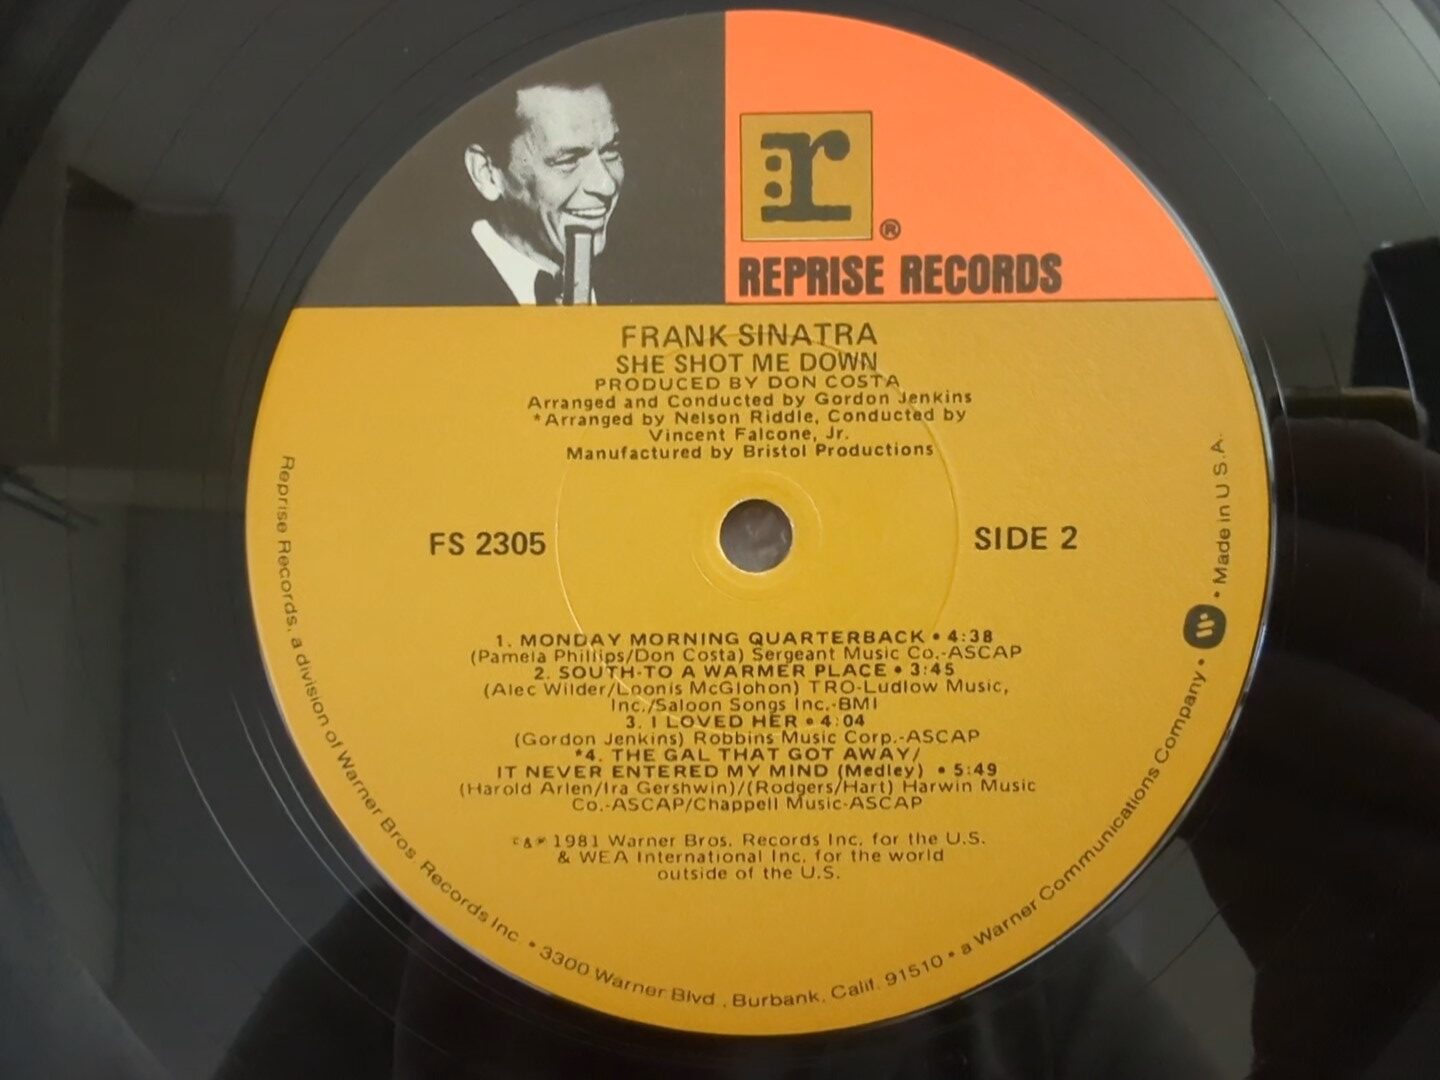 r
®
REPRISE RECORDS
FRANK SINATRA
SHE SHOT ME DOWN
PRODUCED BY DON COSTA
Arranged and Conducted by Gordon Jenkins
*Arranged by Nelson Riddle, Conducted by
Vincent Falcone, Jr.
Manufactured by Bristol Productions
FS 2305
SIDE 2
1. MONDAY MORNING QUARTERBACK • 4:38
(Pamela Phillips/Don Costa) Sergeant Music Co.-ASCAP
2. SOUTH-TO A WARMER PLACE • 3:45
(Alec Wilder/Loonis McGlohon) TRO-Ludlow Music,
Inc./Saloon Songs Inc.-BMI
3. I LOVED HER • 4:04
(Gordon Jenkins) Robbins Music Corp.-ASCAP
*4. THE GAL THAT GOT AWAY/
IT NEVER ENTERED MY MIND (Medley) • 5:49
(Harold Arlen/Ira Gershwin)/(Rodgers/Hart) Harwin Music
Co.-ASCAP/Chappell Music-ASCAP
©&℗ 1981 Warner Bros. Records Inc. for the U.S.
& WEA International Inc. for the world
outside of the U.S.
Reprise Records, a division of Warner Bros Records Inc. • 3300 Warner Blvd., Burbank, Calif. 91510 • a Warner Communications Company • W • Made in U.S.A.